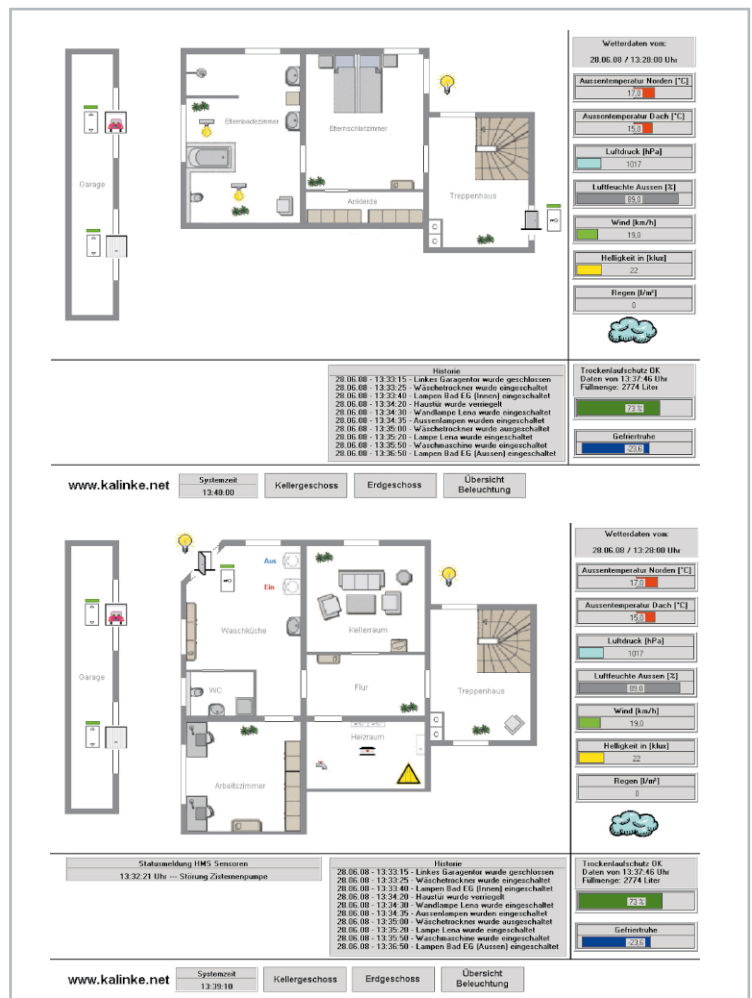 Wetterdaten vom:
28.06.08 / 13:28:00 Uhr
Aussentemperatur Norden [°C]
17,0
Aussentemperatur Dach [°C]
15,0
Luftdruck [hPa]
1017
Luftfeuchte Aussen [%]
89,0
Wind [km/h]
19,0
Helligkeit in [klux]
22
Regen [l/m²]
0
Garage
Elternbadezimmer
Elternschlafzimmer
Ankleide
Treppenhaus
C
C
Historie
28.06.08 - 13:33:15 - Linkes Garagentor wurde geschlossen
28.06.08 - 13:33:25 - Wäschetrockner wurde eingeschaltet
28.06.08 - 13:33:40 - Lampen Bad EG (Innen) eingeschaltet
28.06.08 - 13:34:20 - Haustür wurde verriegelt
28.06.08 - 13:34:30 - Wandlampe Lena wurde eingeschaltet
28.06.08 - 13:34:35 - Aussenlampen wurden eingeschaltet
28.06.08 - 13:35:00 - Wäschetrockner wurde ausgeschaltet
28.06.08 - 13:35:20 - Lampe Lena wurde eingeschaltet
28.06.08 - 13:35:50 - Waschmaschine wurde eingeschaltet
28.06.08 - 13:36:50 - Lampen Bad EG (Aussen) eingeschaltet
Trockenlaufschutz OK
Daten von 13:37:46 Uhr
Füllmenge: 2774 Liter
73 %
Gefriertruhe
-23,6
www.kalinke.net
Systemzeit
13:40:00
Kellergeschoss
Erdgeschoss
Übersicht
Beleuchtung
Wetterdaten vom:
28.06.08 / 13:28:00 Uhr
Aussentemperatur Norden [°C]
17,0
Aussentemperatur Dach [°C]
15,0
Luftdruck [hPa]
1017
Luftfeuchte Aussen [%]
89,0
Wind [km/h]
19,0
Helligkeit in [klux]
22
Regen [l/m²]
0
Garage
Aus
Ein
Waschküche
Kellerraum
WC
Flur
Treppenhaus
C
C
Heizraum
Arbeitszimmer
Statusmeldung HMS Sensoren
13:32:21 Uhr --- Störung Zisternenpumpe
Historie
28.06.08 - 13:33:15 - Linkes Garagentor wurde geschlossen
28.06.08 - 13:33:25 - Wäschetrockner wurde eingeschaltet
28.06.08 - 13:33:40 - Lampen Bad EG (Innen) eingeschaltet
28.06.08 - 13:34:20 - Haustür wurde verriegelt
28.06.08 - 13:34:30 - Wandlampe Lena wurde eingeschaltet
28.06.08 - 13:34:35 - Aussenlampen wurden eingeschaltet
28.06.08 - 13:35:00 - Wäschetrockner wurde ausgeschaltet
28.06.08 - 13:35:20 - Lampe Lena wurde eingeschaltet
28.06.08 - 13:35:50 - Waschmaschine wurde eingeschaltet
28.06.08 - 13:36:50 - Lampen Bad EG (Aussen) eingeschaltet
Trockenlaufschutz OK
Daten von 13:37:46 Uhr
Füllmenge: 2774 Liter
73 %
Gefriertruhe
-23,6
www.kalinke.net
Systemzeit
13:39:10
Kellergeschoss
Erdgeschoss
Übersicht
Beleuchtung